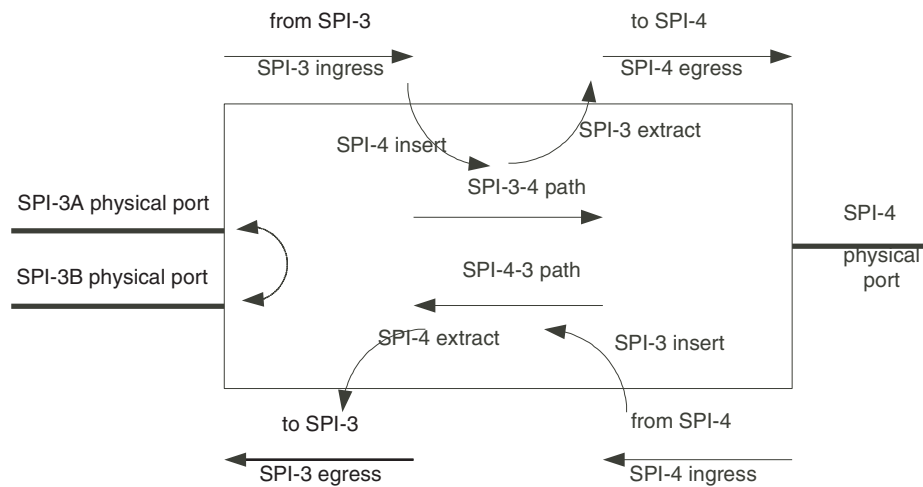 from SPI-3
to SPI-4
SPI-3 ingress
SPI-4 egress
SPI-4 insert
SPI-3 extract
SPI-3-4 path
SPI-3A physical port
SPI-4
physical
port
SPI-3B physical port
SPI-4-3 path
SPI-4 extract
SPI-3 insert
to SPI-3
from SPI-4
SPI-3 egress
SPI-4 ingress